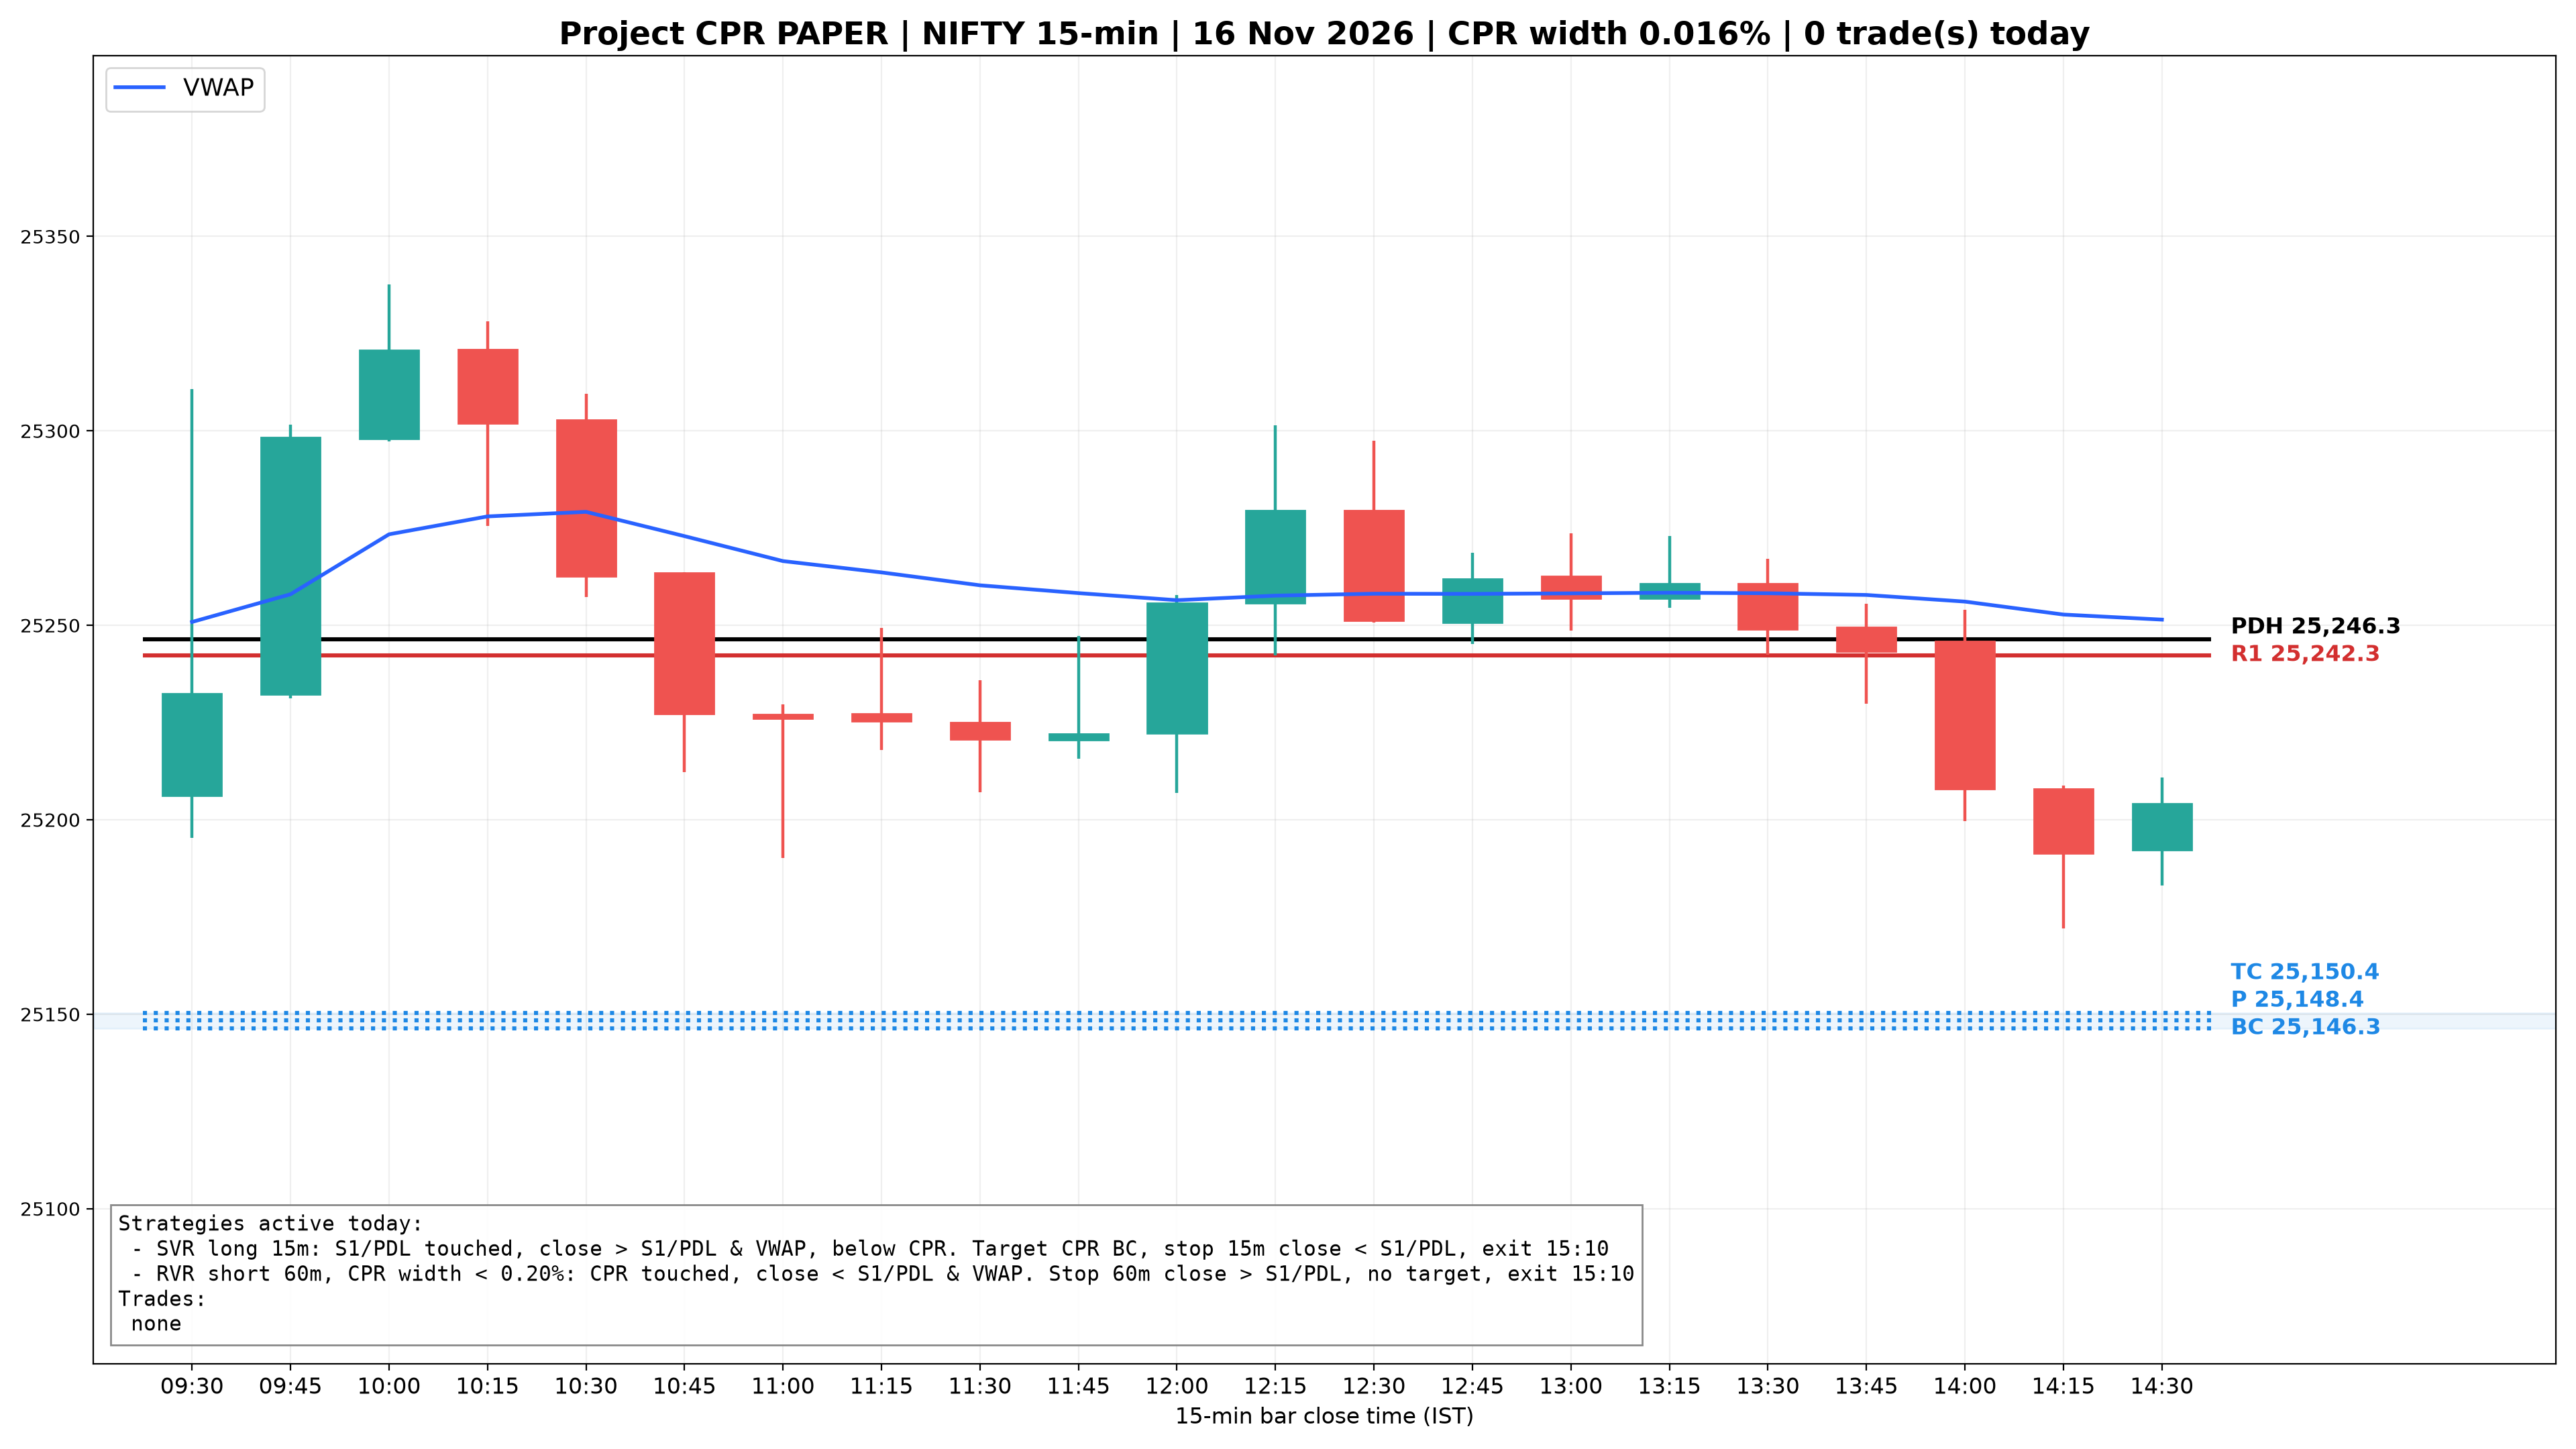 Project CPR PAPER | NIFTY 15-min | 16 Nov 2026 | CPR width 0.016% | 0 trade(s) today
VWAP
25350
25300
25250
25200
25150
25100
PDH 25,246.3
R1 25,242.3
TC 25,150.4
P 25,148.4
BC 25,146.3
Strategies active today:
- SVR long 15m: S1/PDL touched, close > S1/PDL & VWAP, below CPR. Target CPR BC, stop 15m close < S1/PDL, exit 15:10
- RVR short 60m, CPR width < 0.20%: CPR touched, close < S1/PDL & VWAP. Stop 60m close > S1/PDL, no target, exit 15:10
Trades:
none
09:30 09:45 10:00 10:15 10:30 10:45 11:00 11:15 11:30 11:45 12:00 12:15 12:30 12:45 13:00 13:15 13:30 13:45 14:00 14:15 14:30
15-min bar close time (IST)